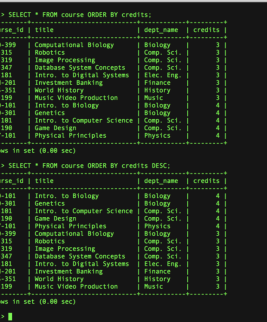 > SELECT * FROM course ORDER BY credits;
rse_id | title | dept_name | credits |
-399 | Computational Biology | Biology | 3 |
315 | Robotics | Comp. Sci. | 3 |
319 | Image Processing | Comp. Sci. | 3 |
347 | Database System Concepts | Comp. Sci. | 3 |
181 | Intro. to Digital Systems | Elec. Eng. | 3 |
-201 | Investment Banking | Finance | 3 |
-351 | World History | History | 3 |
199 | Music Video Production | Music | 3 |
-101 | Intro. to Biology | Biology | 4 |
-301 | Genetics | Biology | 4 |
101 | Intro. to Computer Science | Comp. Sci. | 4 |
190 | Game Design | Comp. Sci. | 4 |
-101 | Physical Principles | Physics | 4 |
ws in set (0.00 sec)
> SELECT * FROM course ORDER BY credits DESC;
rse_id | title | dept_name | credits |
-101 | Intro. to Biology | Biology | 4 |
-301 | Genetics | Biology | 4 |
101 | Intro. to Computer Science | Comp. Sci. | 4 |
190 | Game Design | Comp. Sci. | 4 |
-101 | Physical Principles | Physics | 4 |
-399 | Computational Biology | Biology | 3 |
315 | Robotics | Comp. Sci. | 3 |
319 | Image Processing | Comp. Sci. | 3 |
347 | Database System Concepts | Comp. Sci. | 3 |
181 | Intro. to Digital Systems | Elec. Eng. | 3 |
-201 | Investment Banking | Finance | 3 |
-351 | World History | History | 3 |
199 | Music Video Production | Music | 3 |
ws in set (0.00 sec)
>